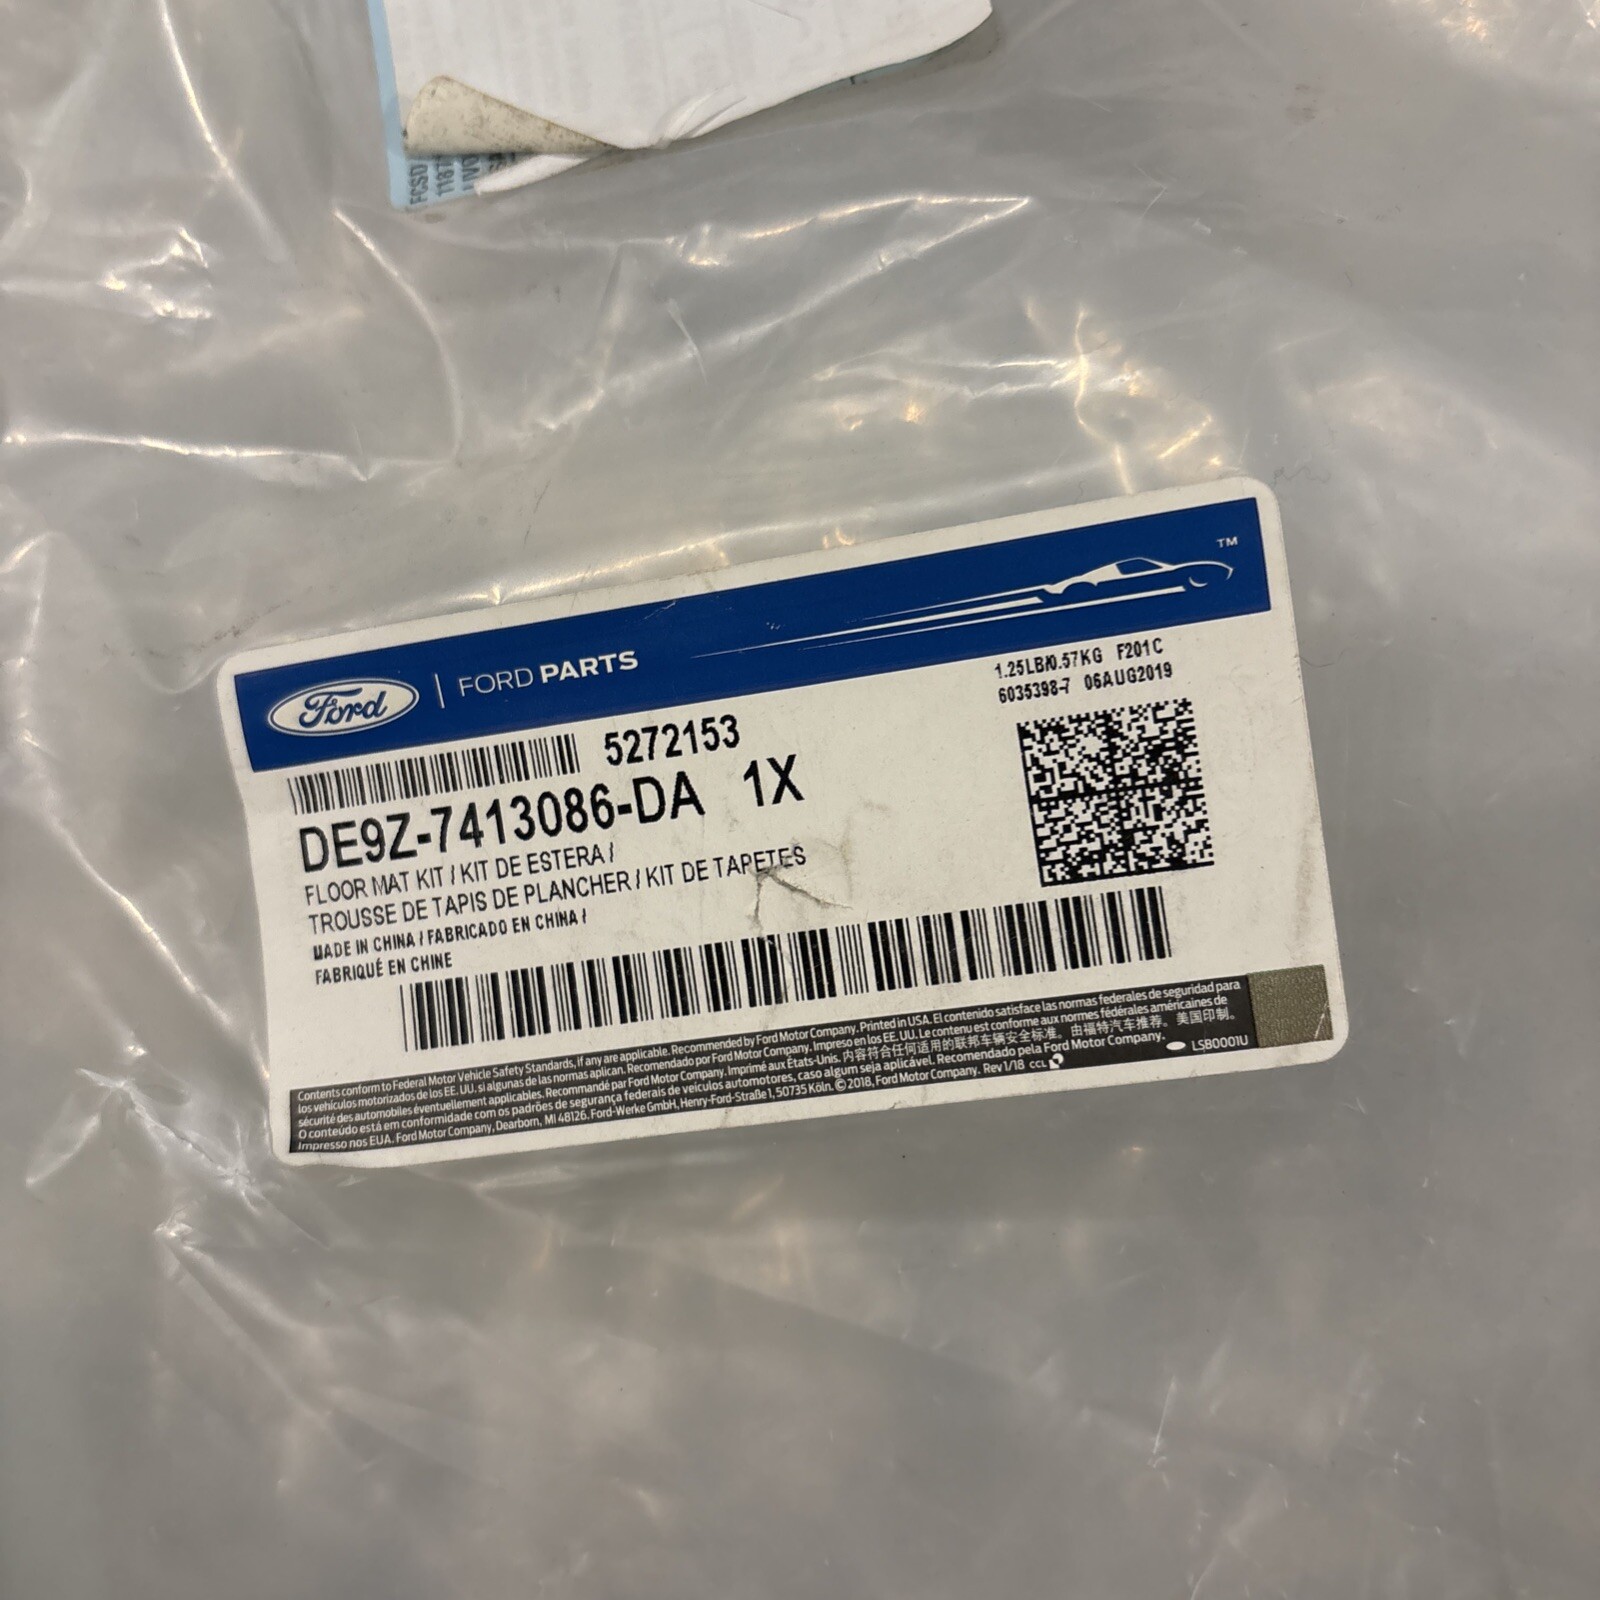 FCSD
1187
Ford | FORD PARTS
TM
1.25LB/0.57KG F201C
6035398-7 06AUG2019
5272153
DE9Z-7413086-DA 1X
FLOOR MAT KIT / KIT DE ESTERA /
TROUSSE DE TAPIS DE PLANCHER / KIT DE TAPETES
MADE IN CHINA / FABRICADO EN CHINA /
FABRIQUÉ EN CHINE
Contents conform to Federal Motor Vehicle Safety Standards, if any are applicable. Recommended by Ford Motor Company. Printed in USA. El contenido satisface las normas federales de seguridad para
los vehículos motorizados de los EE. UU. si algunas de las normas aplican. Recomendado por Ford Motor Company. Impreso en los EE. UU. Le contenu est conforme aux normes fédérales américaines de
sécurité des automobiles éventuellement applicables. Recommandé par Ford Motor Company. Imprimé aux États-Unis. 内容符合任何适用的联邦车辆安全标准。由福特汽车推荐。美国印制。
O conteúdo está em conformidade com os padrões de segurança federais de veículos automotores, caso algum seja aplicável. Recomendado pela Ford Motor Company.
Impresso nos EUA. Ford Motor Company, Dearborn, MI 48126. Ford-Werke GmbH, Henry-Ford-Straße 1, 50735 Köln. © 2018, Ford Motor Company. Rev 1/18 CCL
LSB0001U